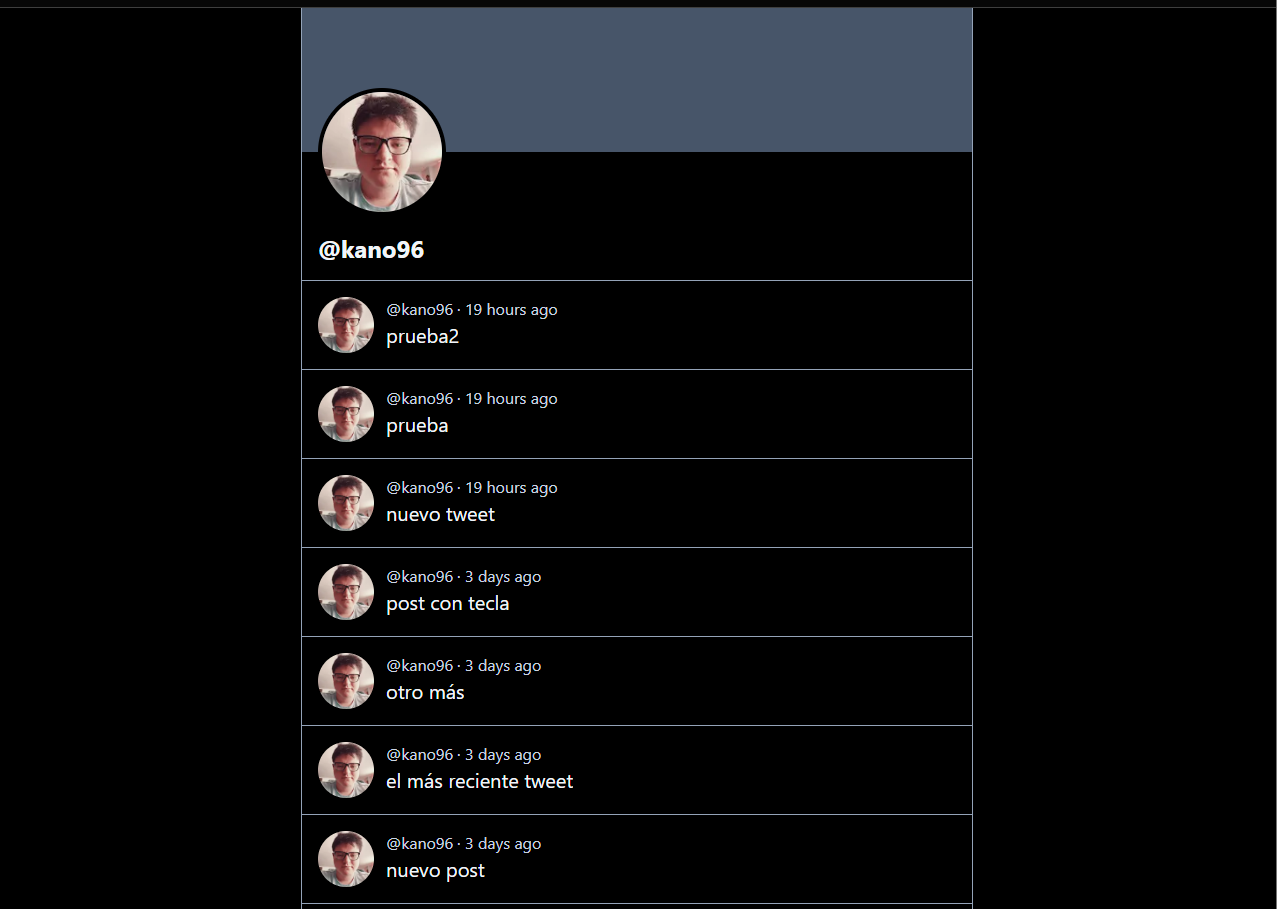 @kano96
@kano96 · 19 hours ago
prueba2
@kano96 · 19 hours ago
prueba
@kano96 · 19 hours ago
nuevo tweet
@kano96 · 3 days ago
post con tecla
@kano96 · 3 days ago
otro más
@kano96 · 3 days ago
el más reciente tweet
@kano96 · 3 days ago
nuevo post